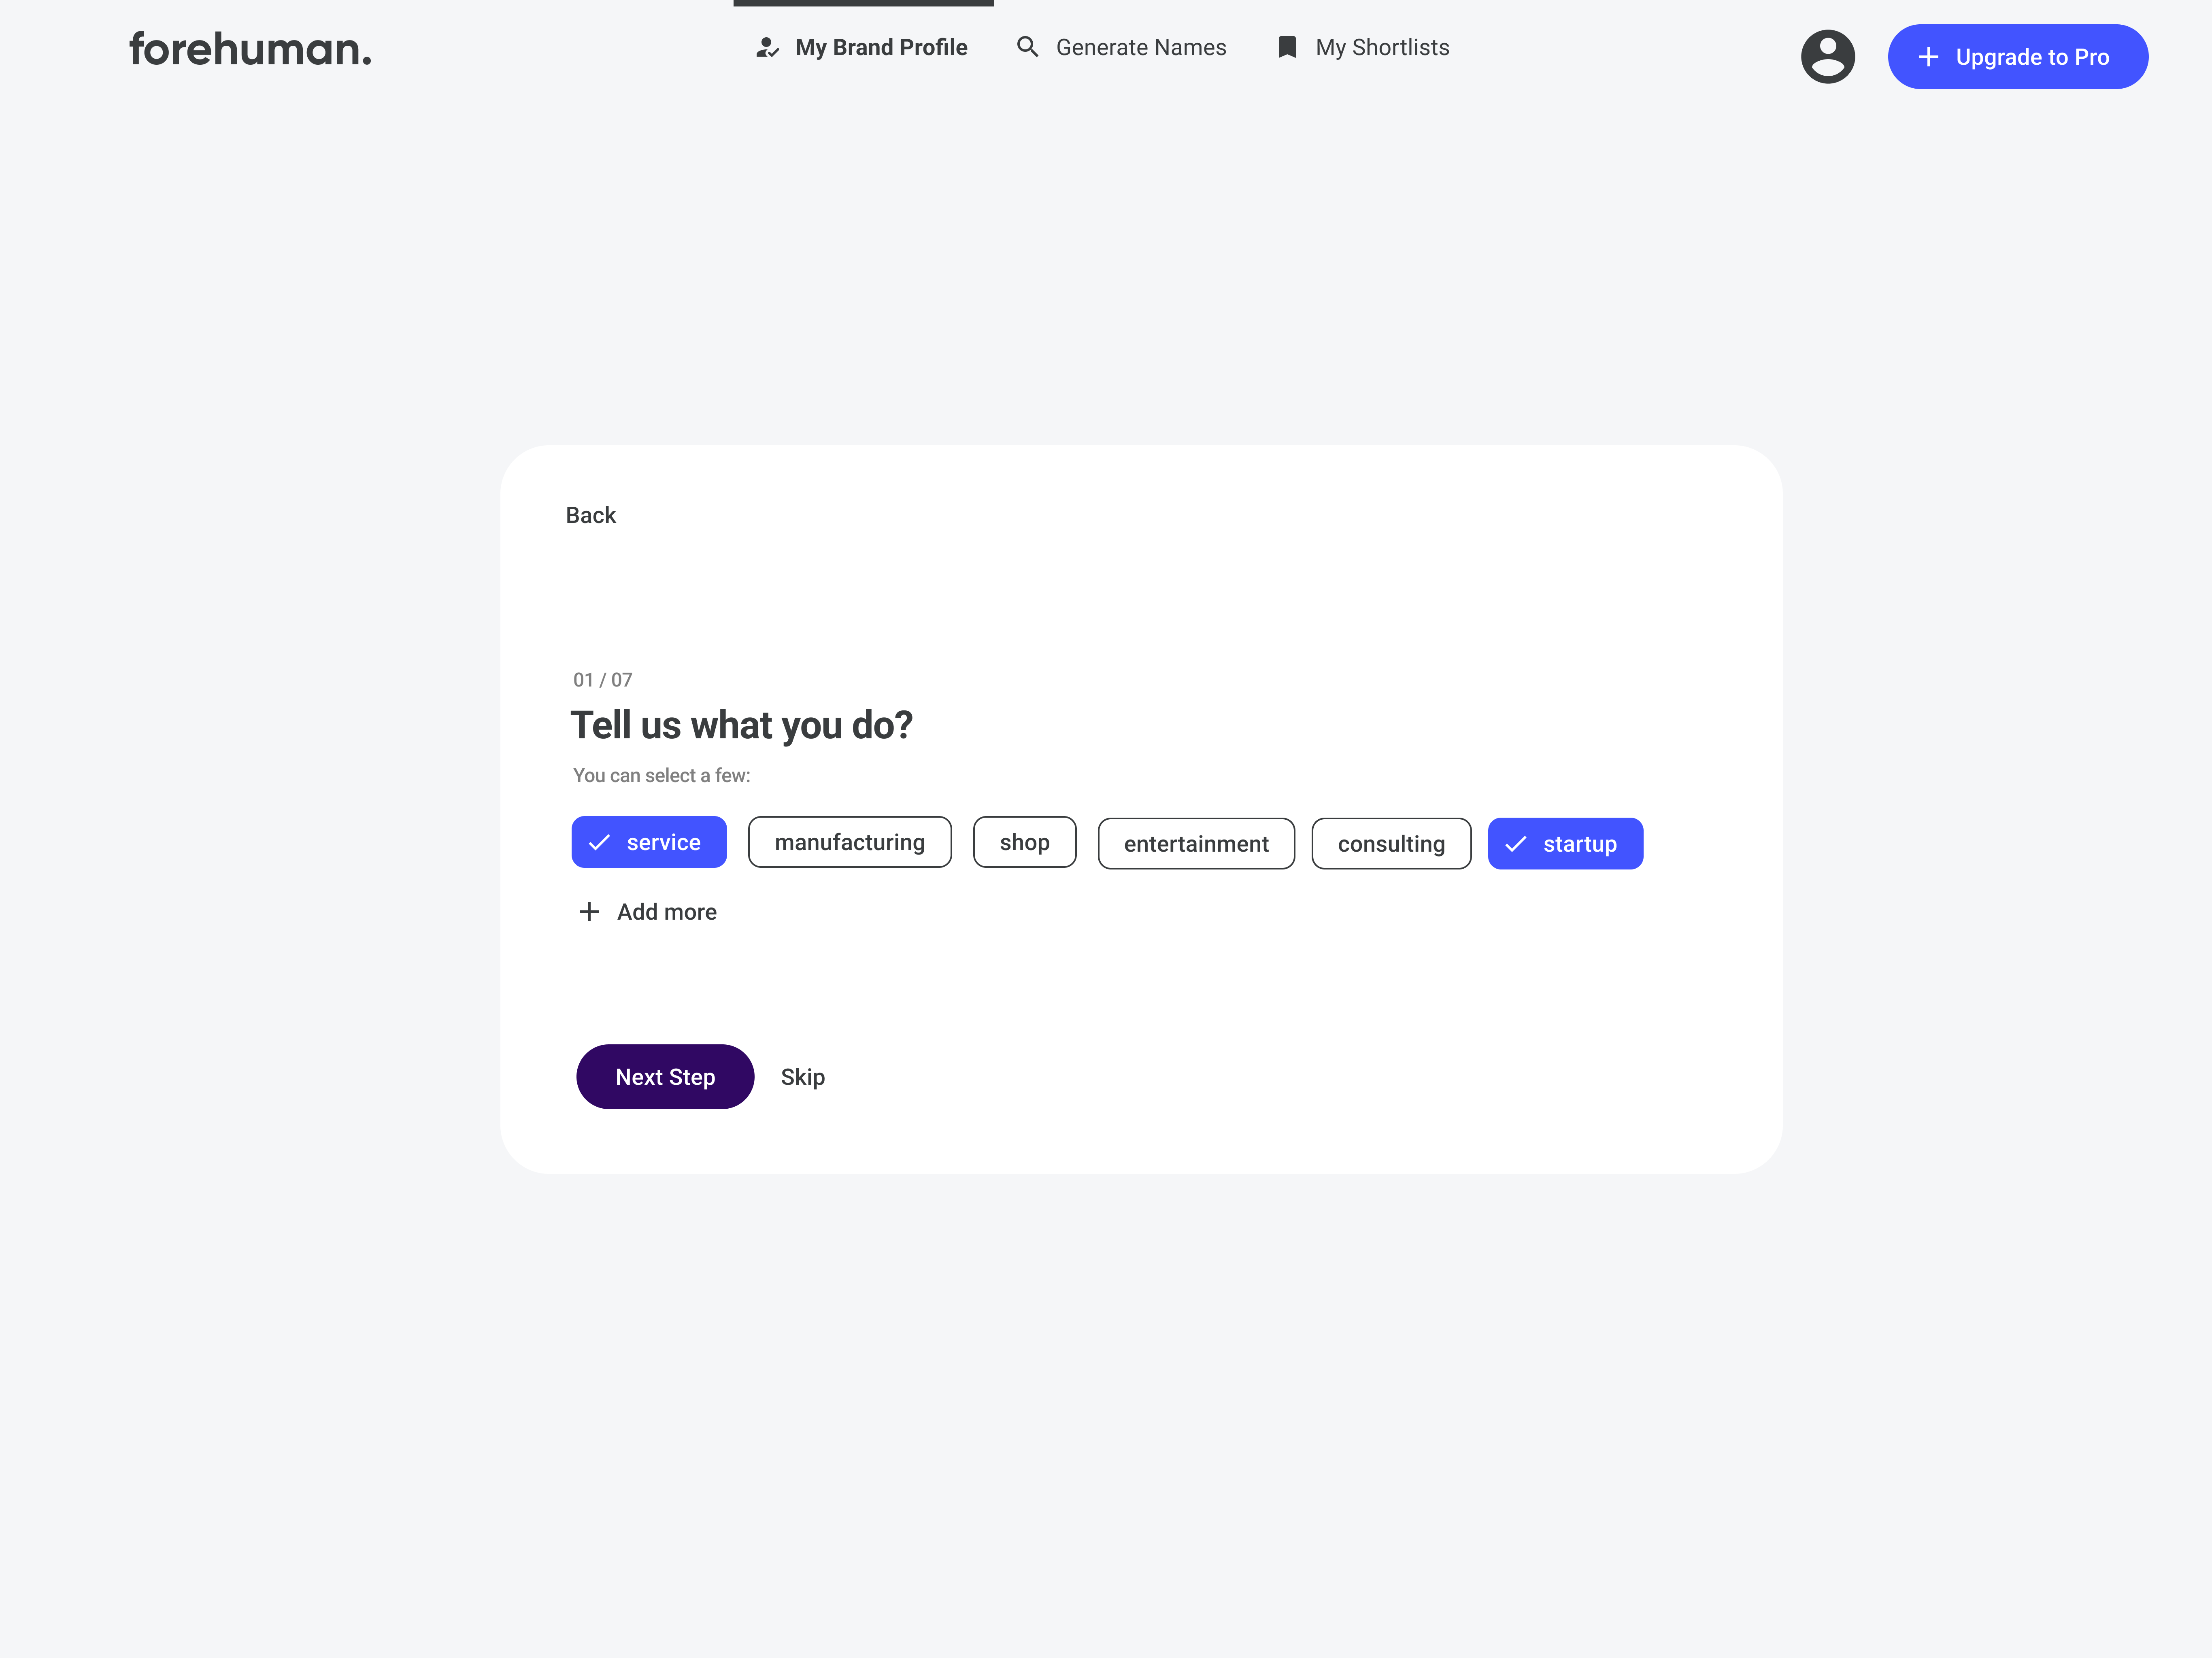 forehuman.
My Brand Profile
Generate Names
My Shortlists
Upgrade to Pro
Back
01 / 07
Tell us what you do?
You can select a few:
service
manufacturing
shop
entertainment
consulting
startup
Add more
Next Step
Skip